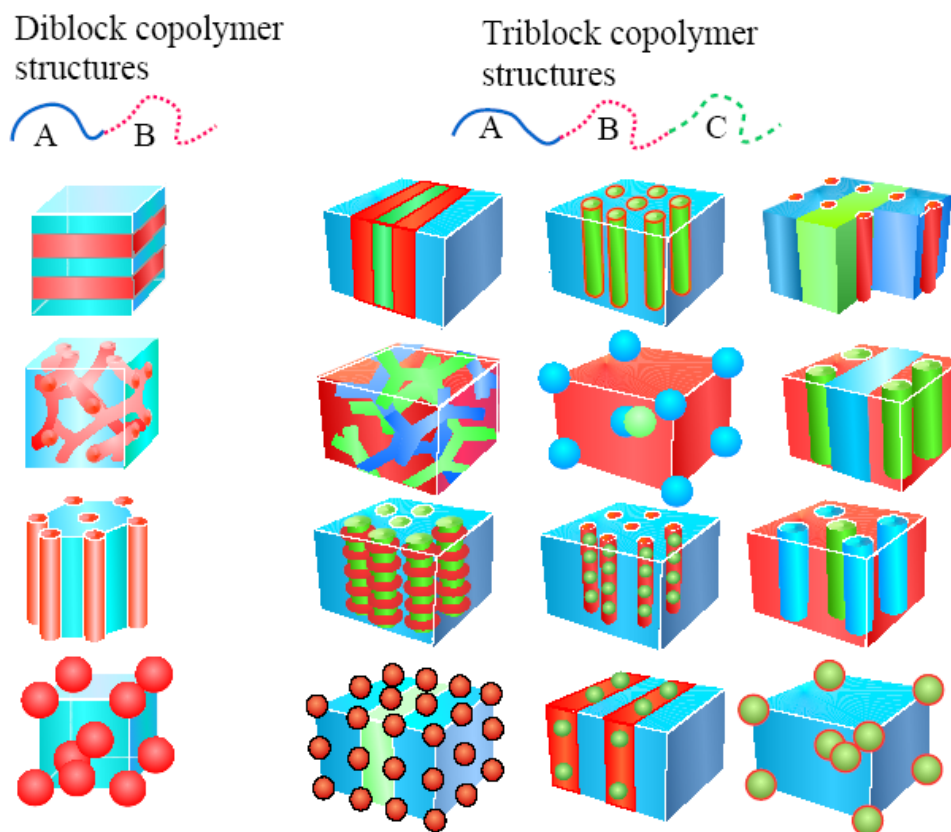 Diblock copolymer
structures
A B
Triblock copolymer
structures
A B C